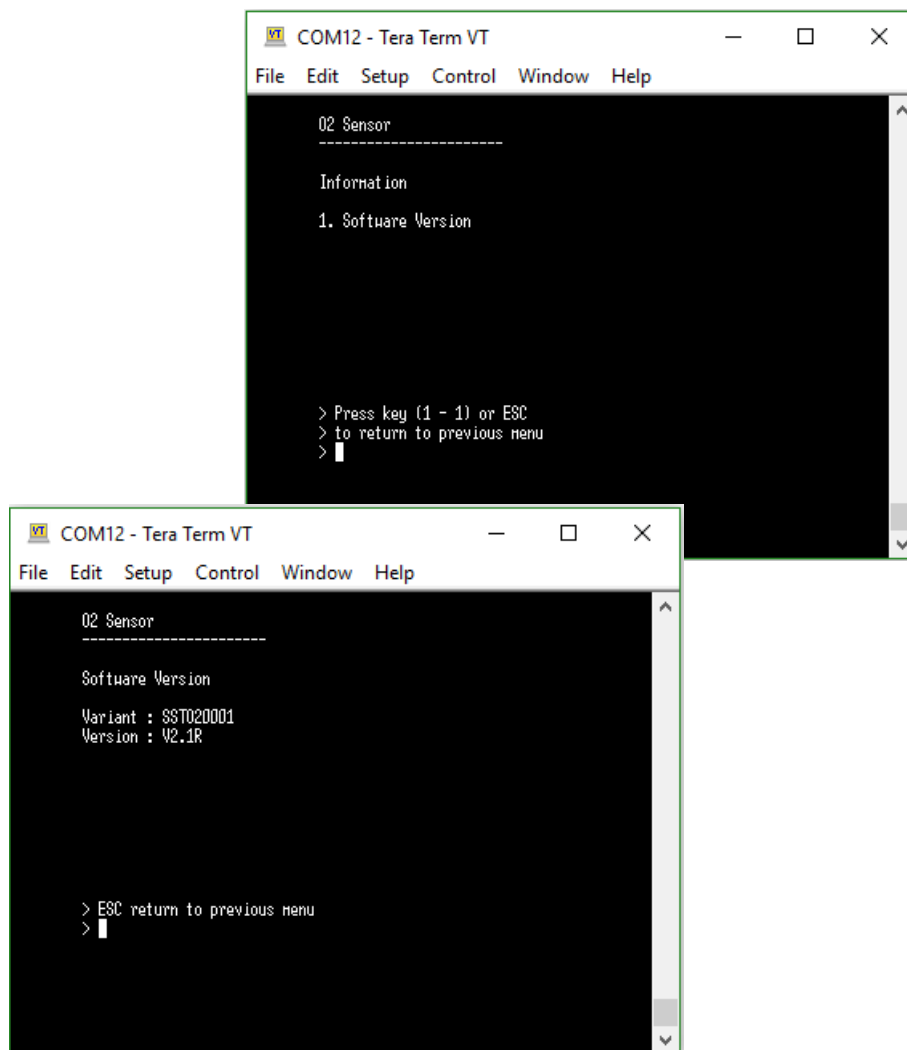 COM12 - Tera Term VT
File Edit Setup Control Window Help
O2 Sensor
-----------------------
Information
1. Software Version
> Press key (1 - 1) or ESC
> to return to previous menu
>
COM12 - Tera Term VT
File Edit Setup Control Window Help
O2 Sensor
-----------------------
Software Version
Variant : SSTO20001
Version : V2.1R
> ESC return to previous menu
>